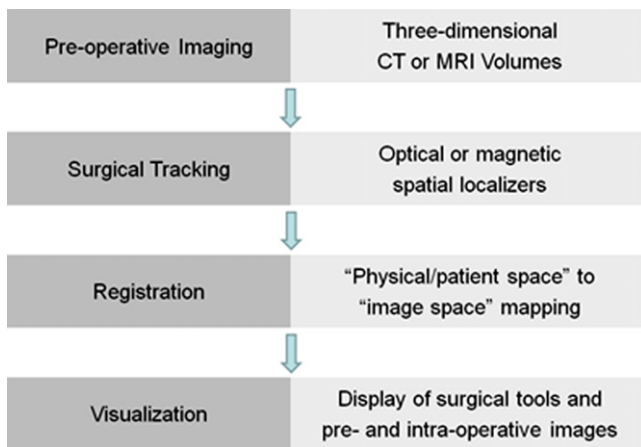 Pre-operative Imaging
Three-dimensional
CT or MRI Volumes
Surgical Tracking
Optical or magnetic
spatial localizers
Registration
“Physical/patient space” to
“image space” mapping
Visualization
Display of surgical tools and
pre- and intra-operative images